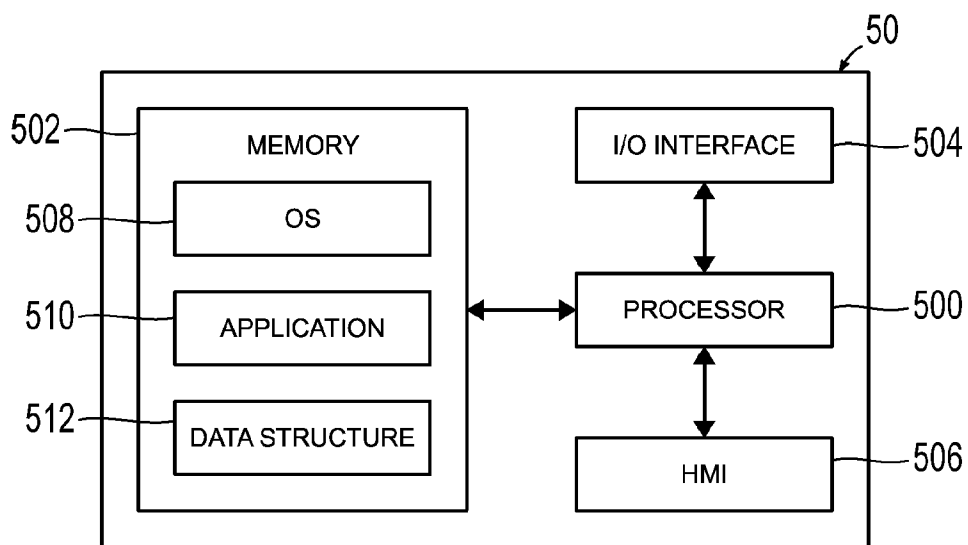 50
502
MEMORY
I/O INTERFACE
504
508
OS
510
APPLICATION
PROCESSOR
500
512
DATA STRUCTURE
HMI
506